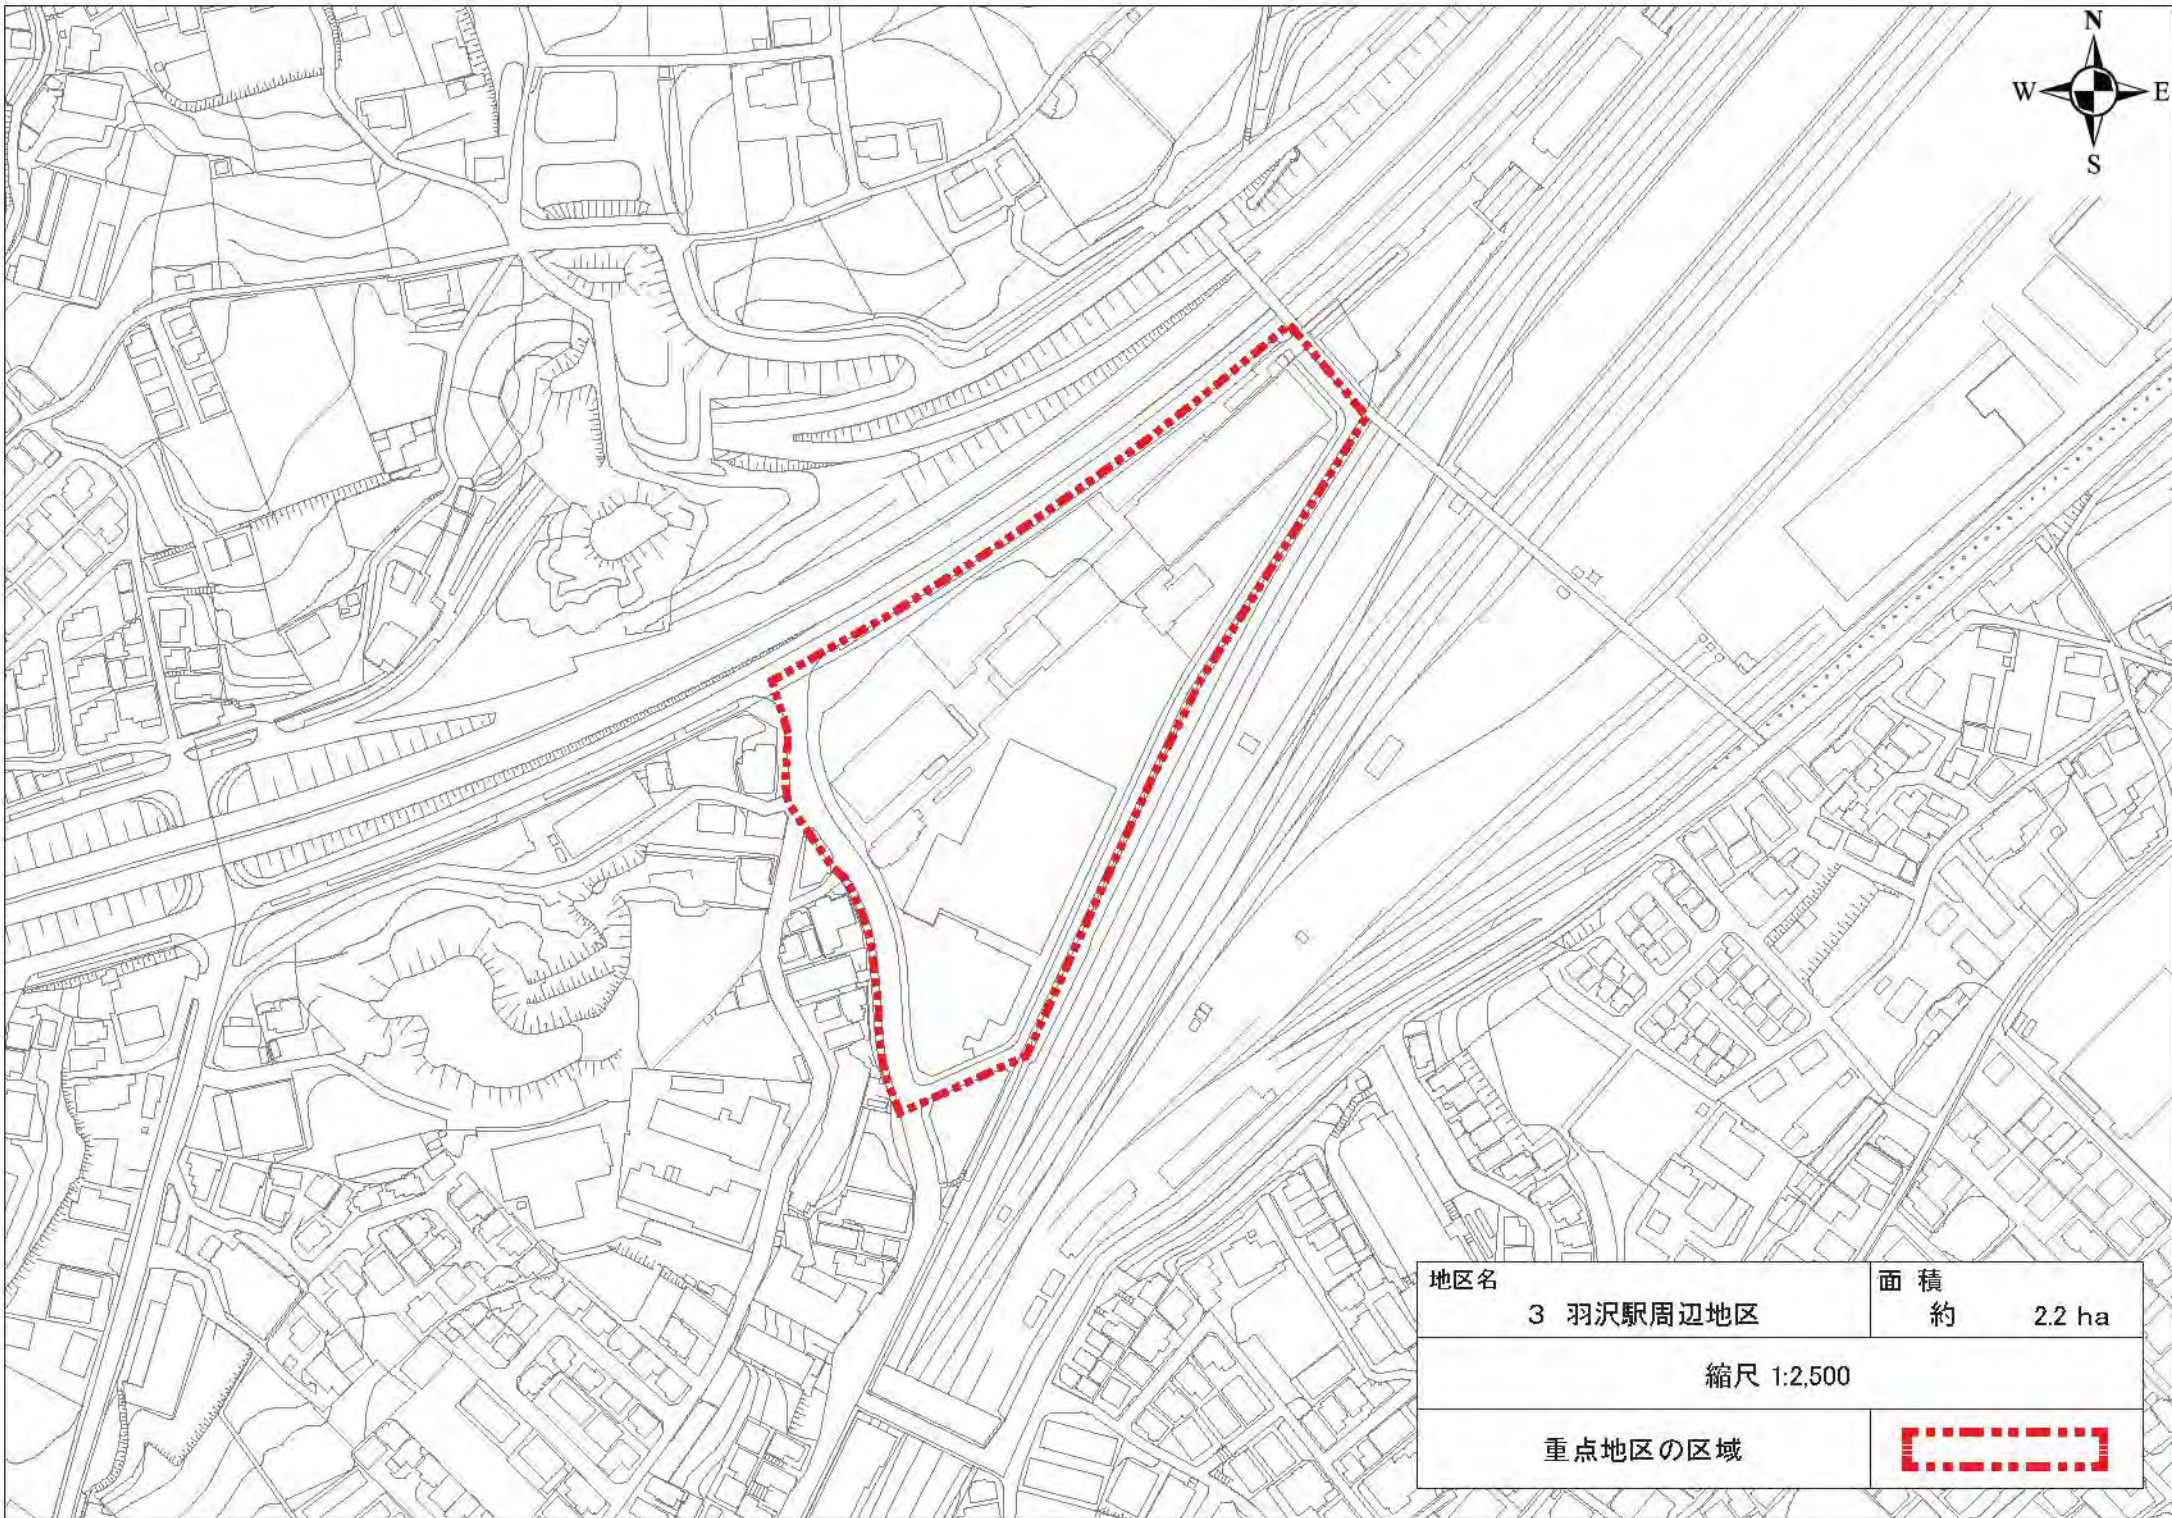 N
W E
S
地区名
3 羽沢駅周辺地区
面 積
約 2.2 ha
縮尺 1:2,500
重点地区の区域